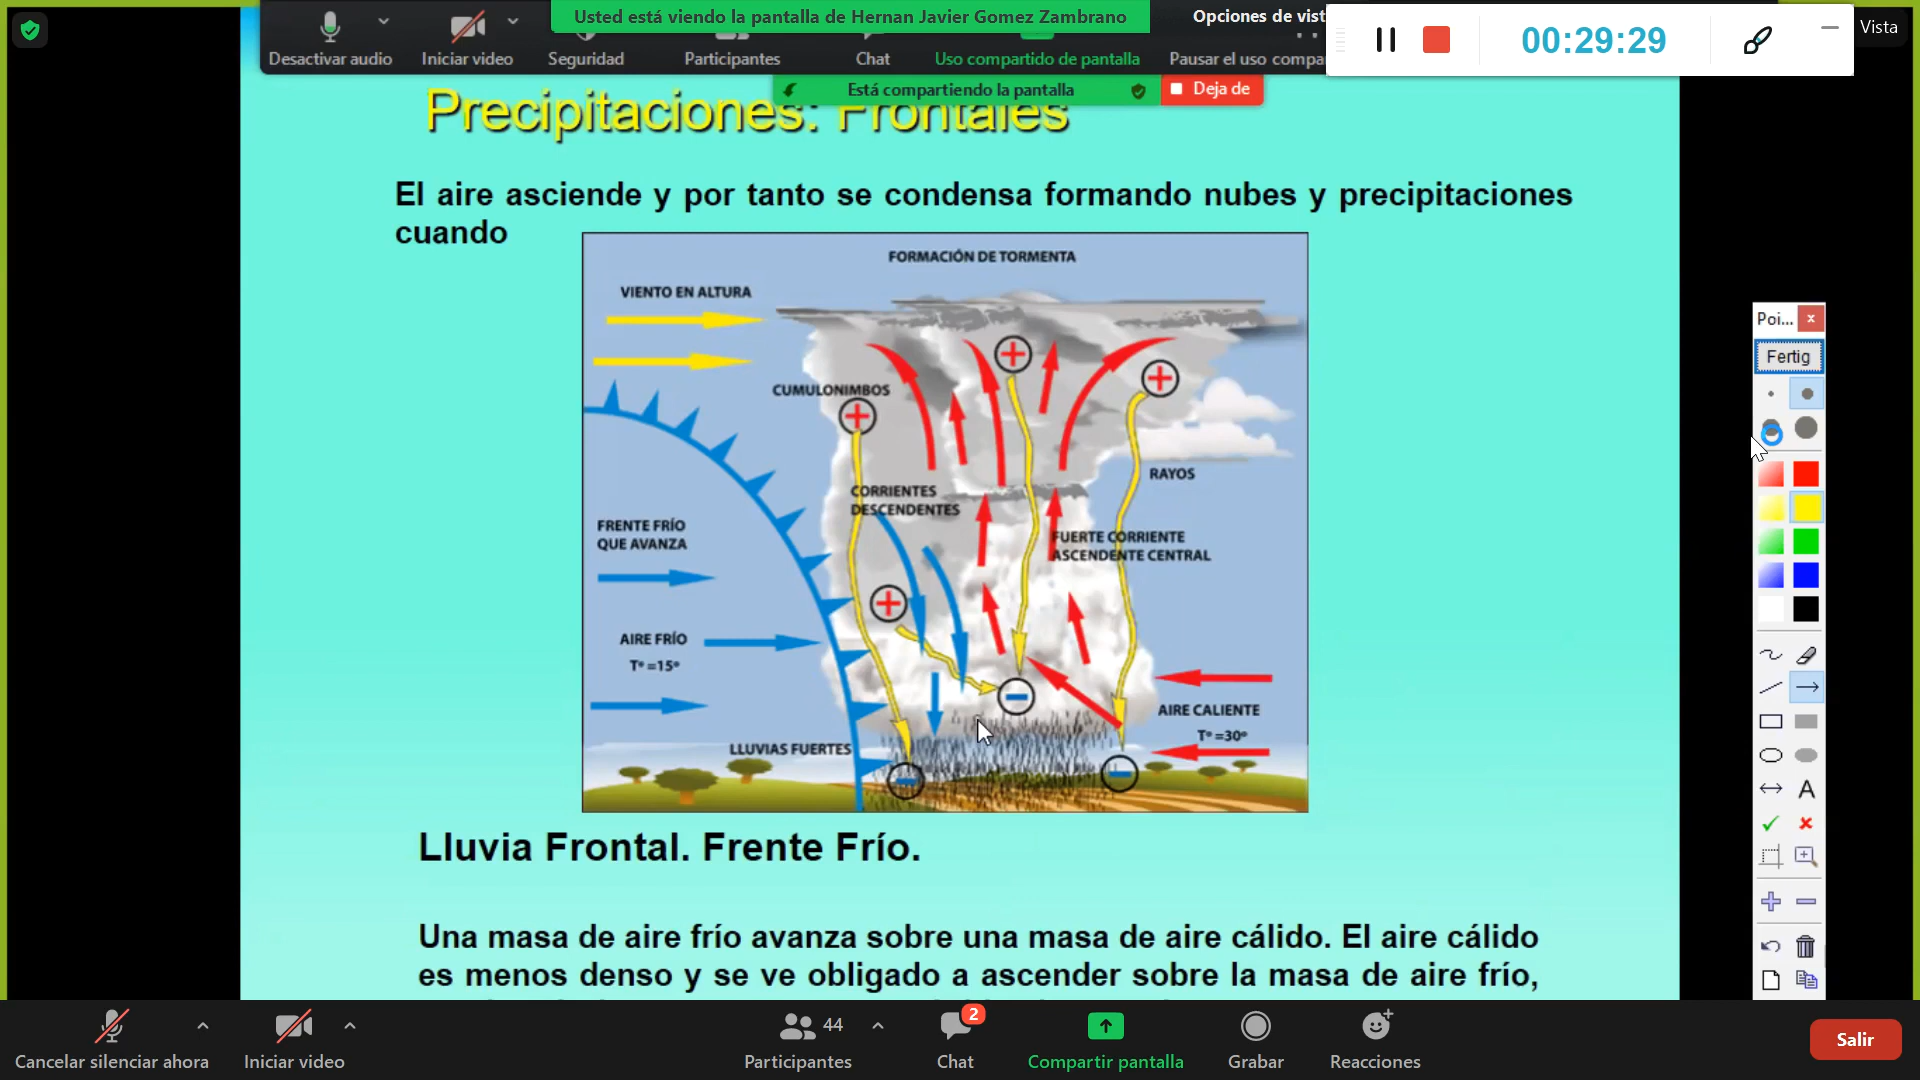 Usted está viendo la pantalla de Hernan Javier Gomez Zambrano
Opciones de vist
00:29:29
Vista
Desactivar audio
Iniciar video
Seguridad
Participantes
Chat
Uso compartido de pantalla
Pausar el uso compa
Está compartiendo la pantalla
Deja de
Precipitaciones: Frontales
El aire asciende y por tanto se condensa formando nubes y precipitaciones
cuando
FORMACIÓN DE TORMENTA
VIENTO EN ALTURA
CUMULONIMBOS
RAYOS
CORRIENTES
DESCENDENTES
FRENTE FRÍO
QUE AVANZA
FUERTE CORRIENTE
ASCENDENTE CENTRAL
AIRE FRÍO
Tº =15º
AIRE CALIENTE
Tº =30º
LLUVIAS FUERTES
Lluvia Frontal. Frente Frío.
Una masa de aire frío avanza sobre una masa de aire cálido. El aire cálido
es menos denso y se ve obligado a ascender sobre la masa de aire frío,
Poi...
Fertig
A
Cancelar silenciar ahora
Iniciar video
44
Participantes
2
Chat
Compartir pantalla
Grabar
Reacciones
Salir